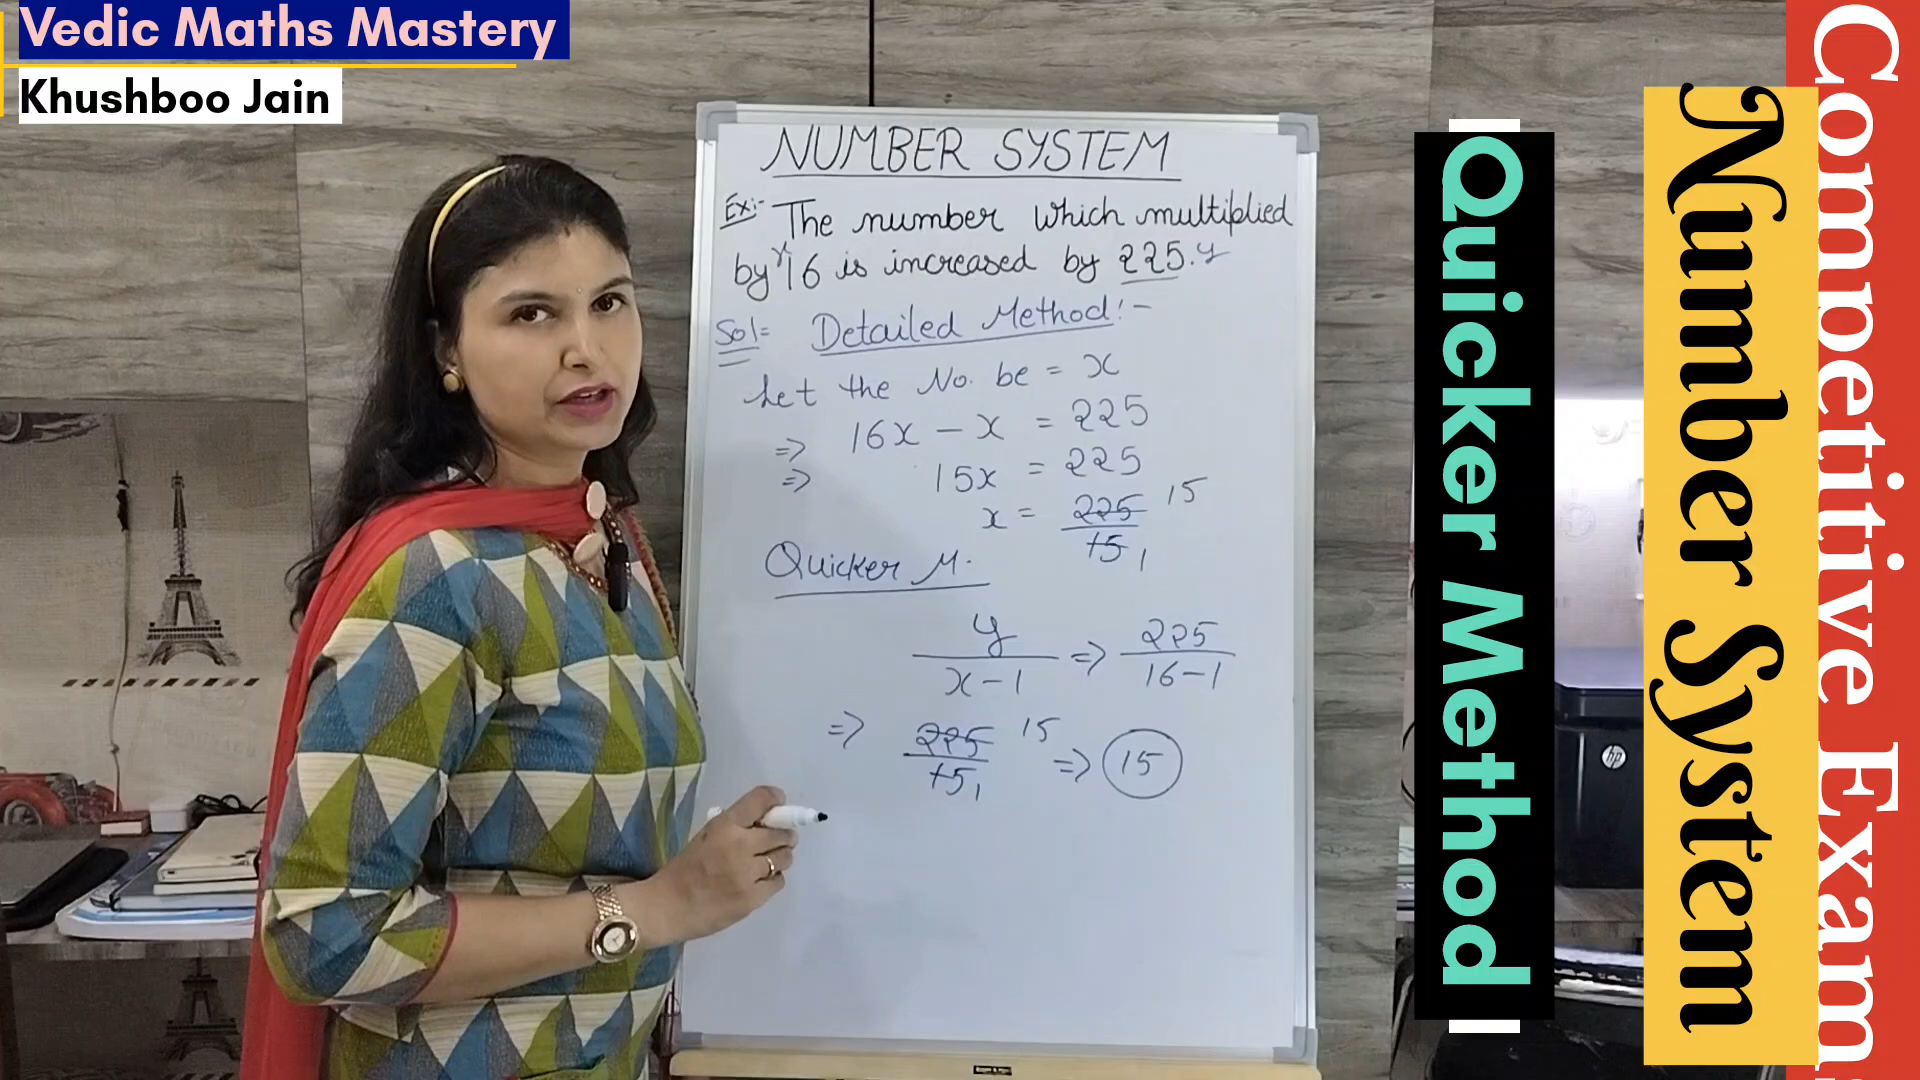 Vedic Maths Mastery
Khushboo Jain
NUMBER SYSTEM
Ex:- The number which multiplied
by x 16 is increased by 225. y
Sol= Detailed Method:-
Let the No. be = x
=> 16x - x = 225
=> 15x = 225
x = 225/15 15 1
Quicker M.
y/x-1 => 225/16-1
=> 225/15 15 1 => 15
Quicker Method
Number System
Competitive Exam
hp